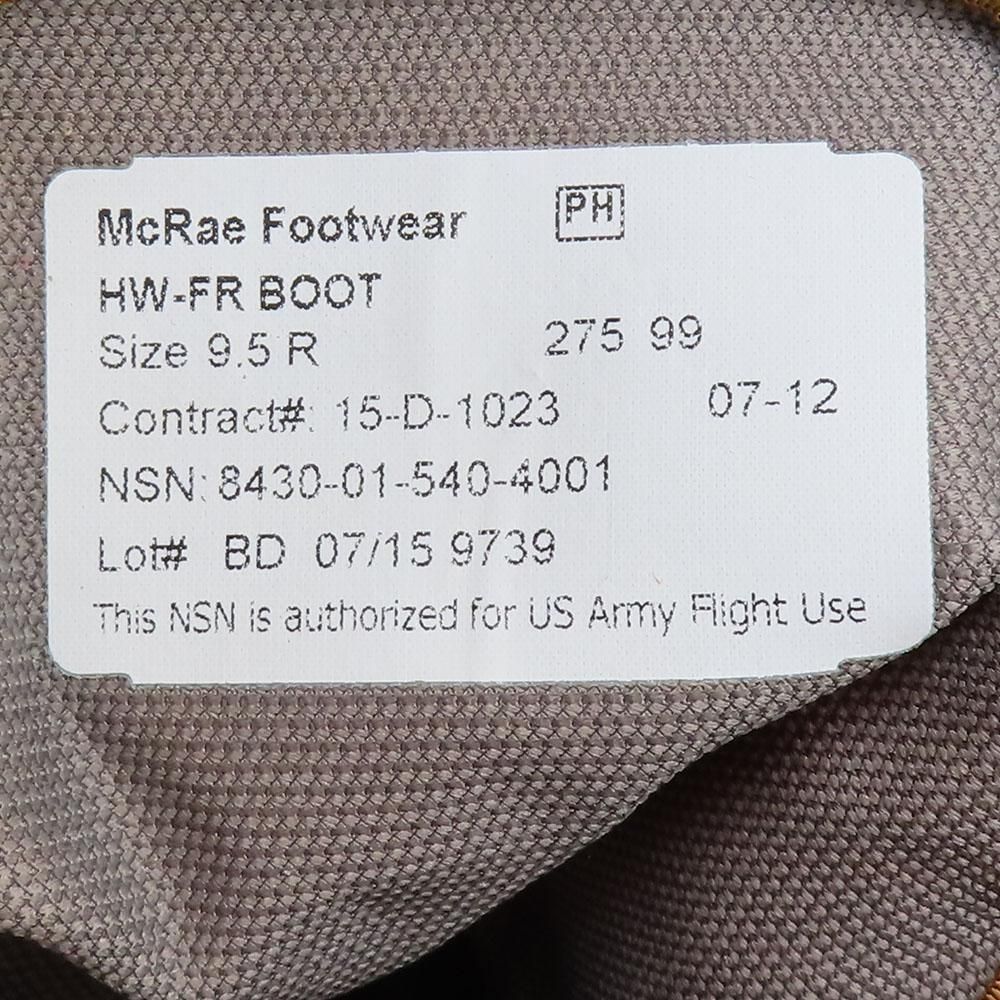 McRae Footwear PH
HW-FR BOOT
Size 9.5 R 275 99
Contract#: 15-D-1023 07-12
NSN: 8430-01-540-4001
Lot# BD 07/15 9739
This NSN is authorized for US Army Flight Use